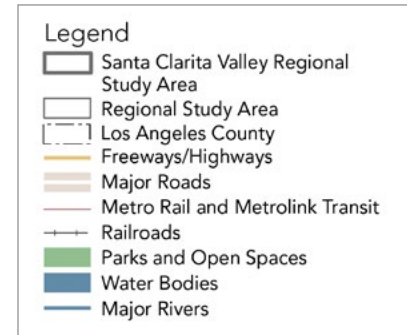 Legend
Santa Clarita Valley Regional
Study Area
Regional Study Area
Los Angeles County
Freeways/Highways
Major Roads
Metro Rail and Metrolink Transit
Railroads
Parks and Open Spaces
Water Bodies
Major Rivers